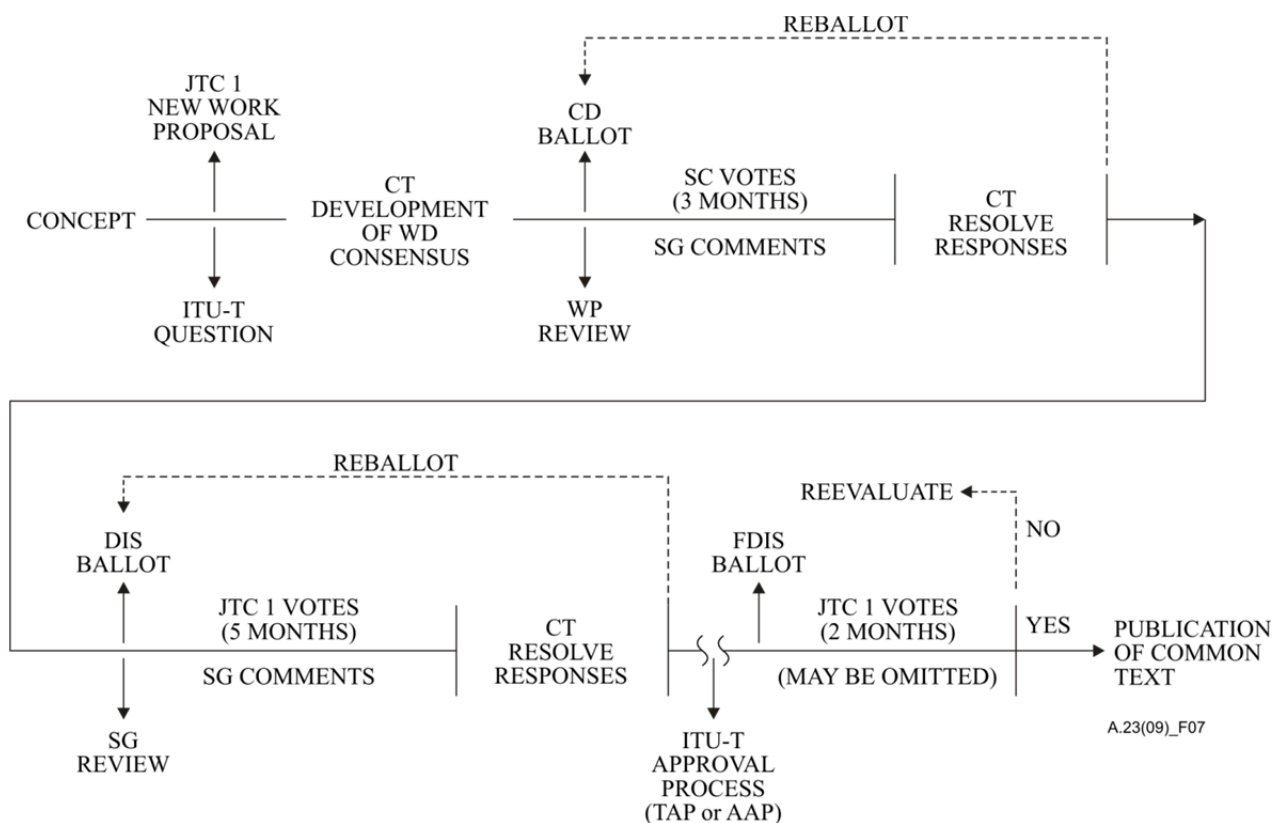 REBALLOT
JTC 1
NEW WORK
PROPOSAL
CD
BALLOT
CONCEPT
CT
DEVELOPMENT
OF WD
CONSENSUS
SC VOTES
(3 MONTHS)
SG COMMENTS
CT
RESOLVE
RESPONSES
ITU-T
QUESTION
WP
REVIEW
REBALLOT
REEVALUATE
NO
DIS
BALLOT
FDIS
BALLOT
JTC 1 VOTES
(5 MONTHS)
SG COMMENTS
CT
RESOLVE
RESPONSES
JTC 1 VOTES
(2 MONTHS)
(MAY BE OMITTED)
YES
PUBLICATION
OF COMMON
TEXT
SG
REVIEW
ITU-T
APPROVAL
PROCESS
(TAP or AAP)
A.23(09)_F07